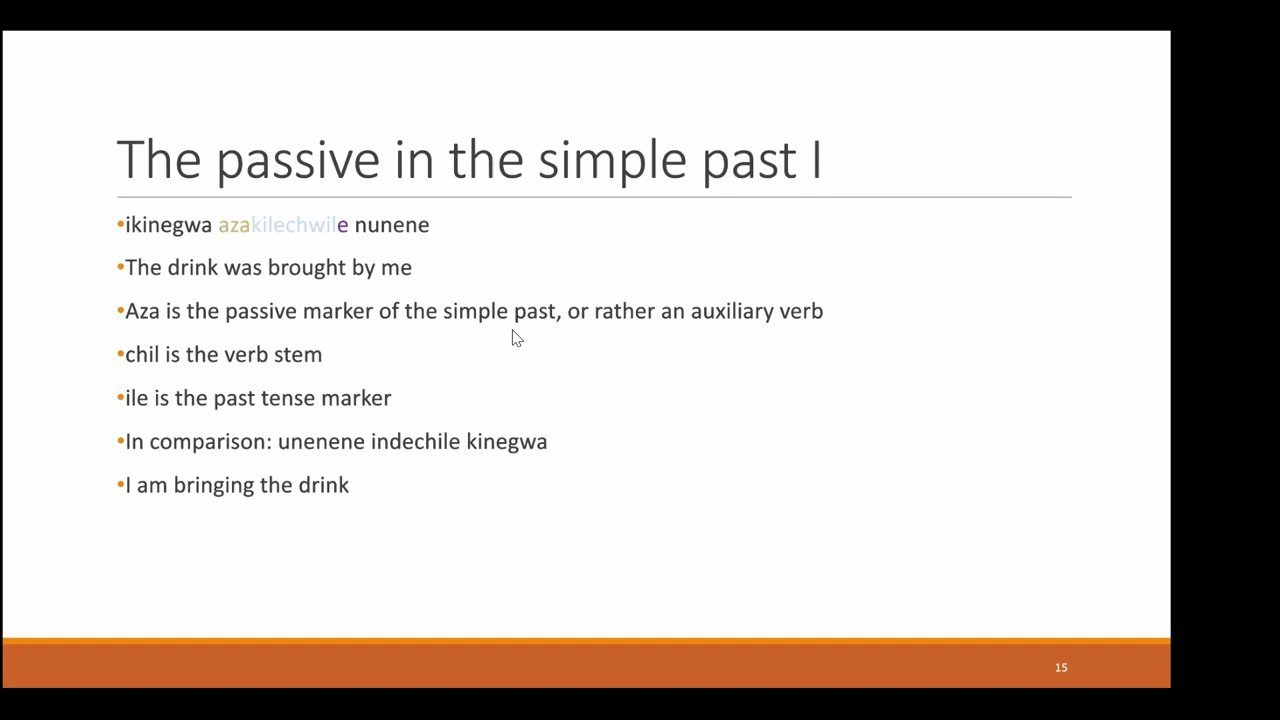 The passive in the simple past I
•ikinegwa azakilechwile nunene
•The drink was brought by me
•Aza is the passive marker of the simple past, or rather an auxiliary verb
•chil is the verb stem
•ile is the past tense marker
•In comparison: unenene indechile kinegwa
•I am bringing the drink
15